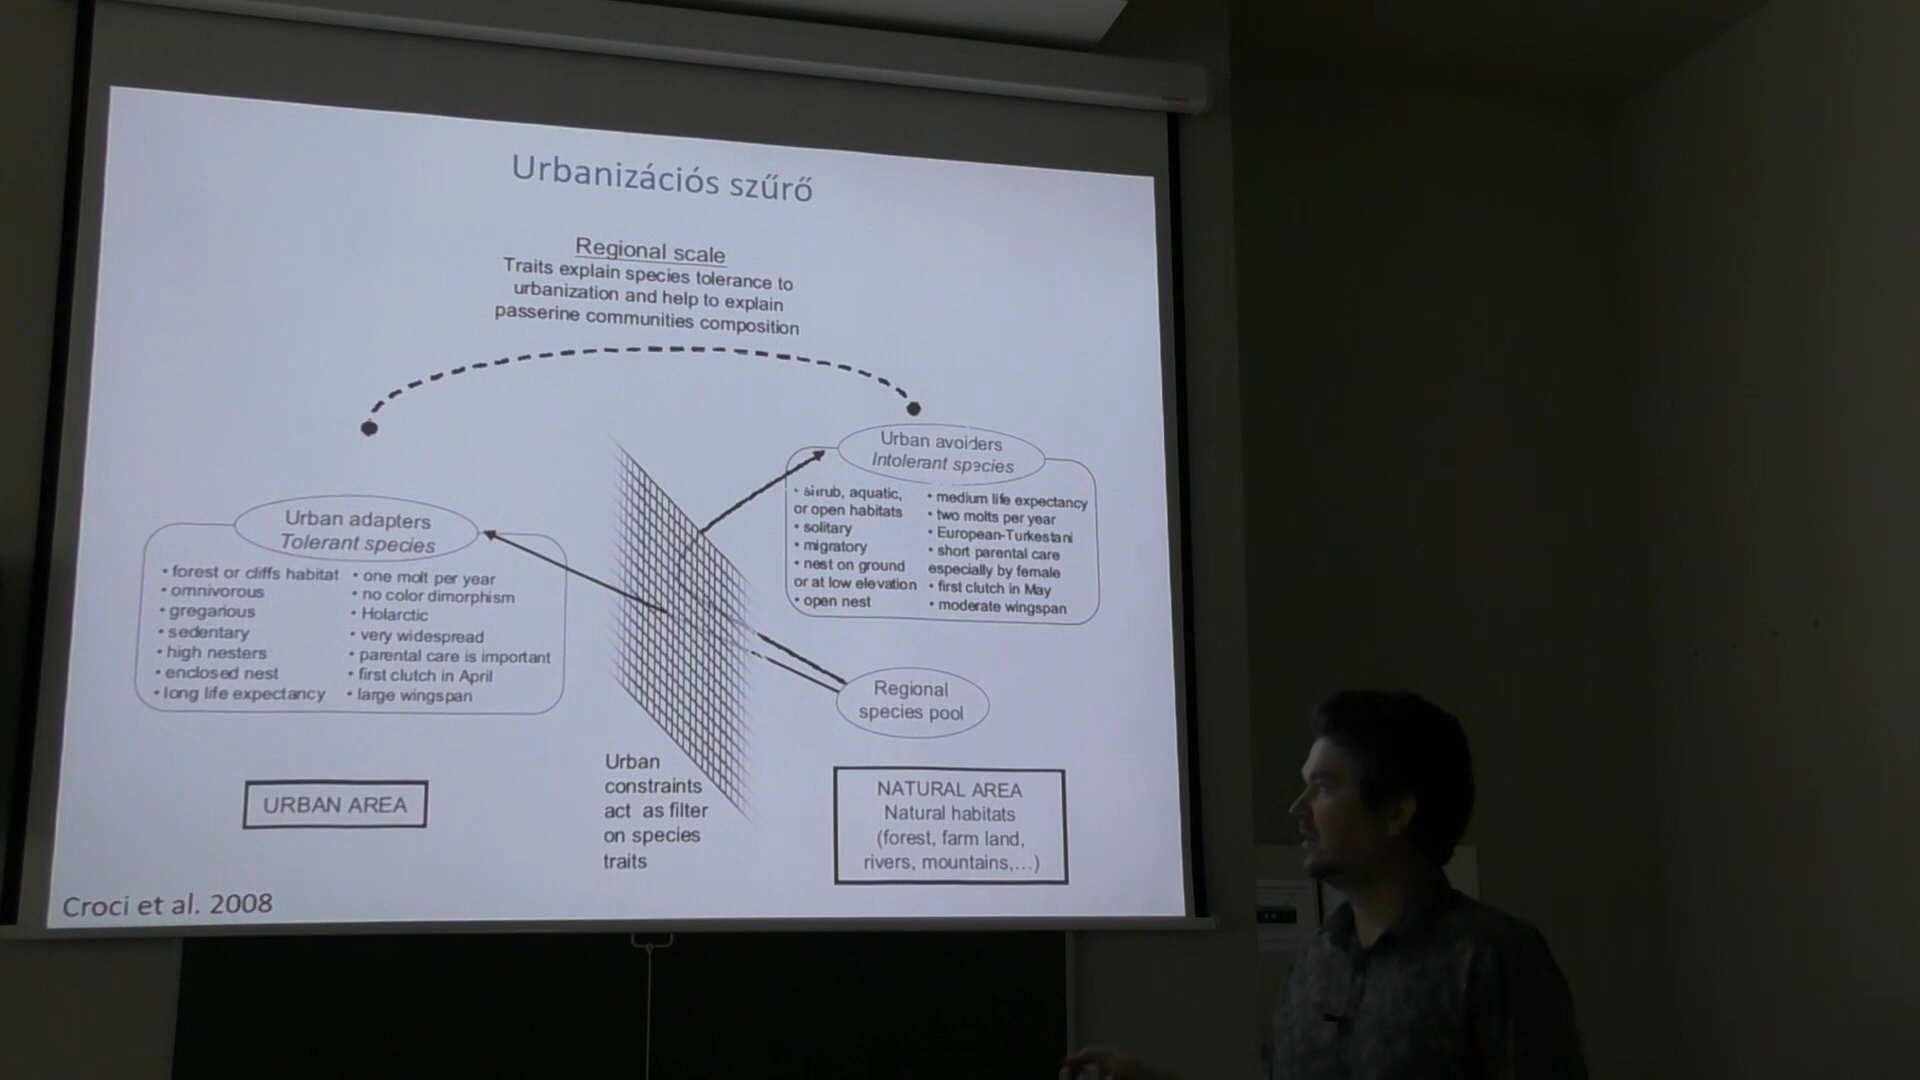 Urbanizációs szűrő
Regional scale
Traits explain species tolerance to
urbanization and help to explain
passerine communities composition
Urban avoiders
Intolerant species
• shrub, aquatic,
or open habitats
• solitary
• migratory
• nest on ground
or at low elevation
• open nest
• medium life expectancy
• two molts per year
• European-Turkestani
• short parental care
especially by female
• first clutch in May
• moderate wingspan
Urban adapters
Tolerant species
• forest or cliffs habitat
• omnivorous
• gregarious
• sedentary
• high nesters
• enclosed nest
• long life expectancy
• one molt per year
• no color dimorphism
• Holarctic
• very widespread
• parental care is important
• first clutch in April
• large wingspan
Regional
species pool
Urban
constraints
act as filter
on species
traits
URBAN AREA
NATURAL AREA
Natural habitats
(forest, farm land,
rivers, mountains,...)
Croci et al. 2008